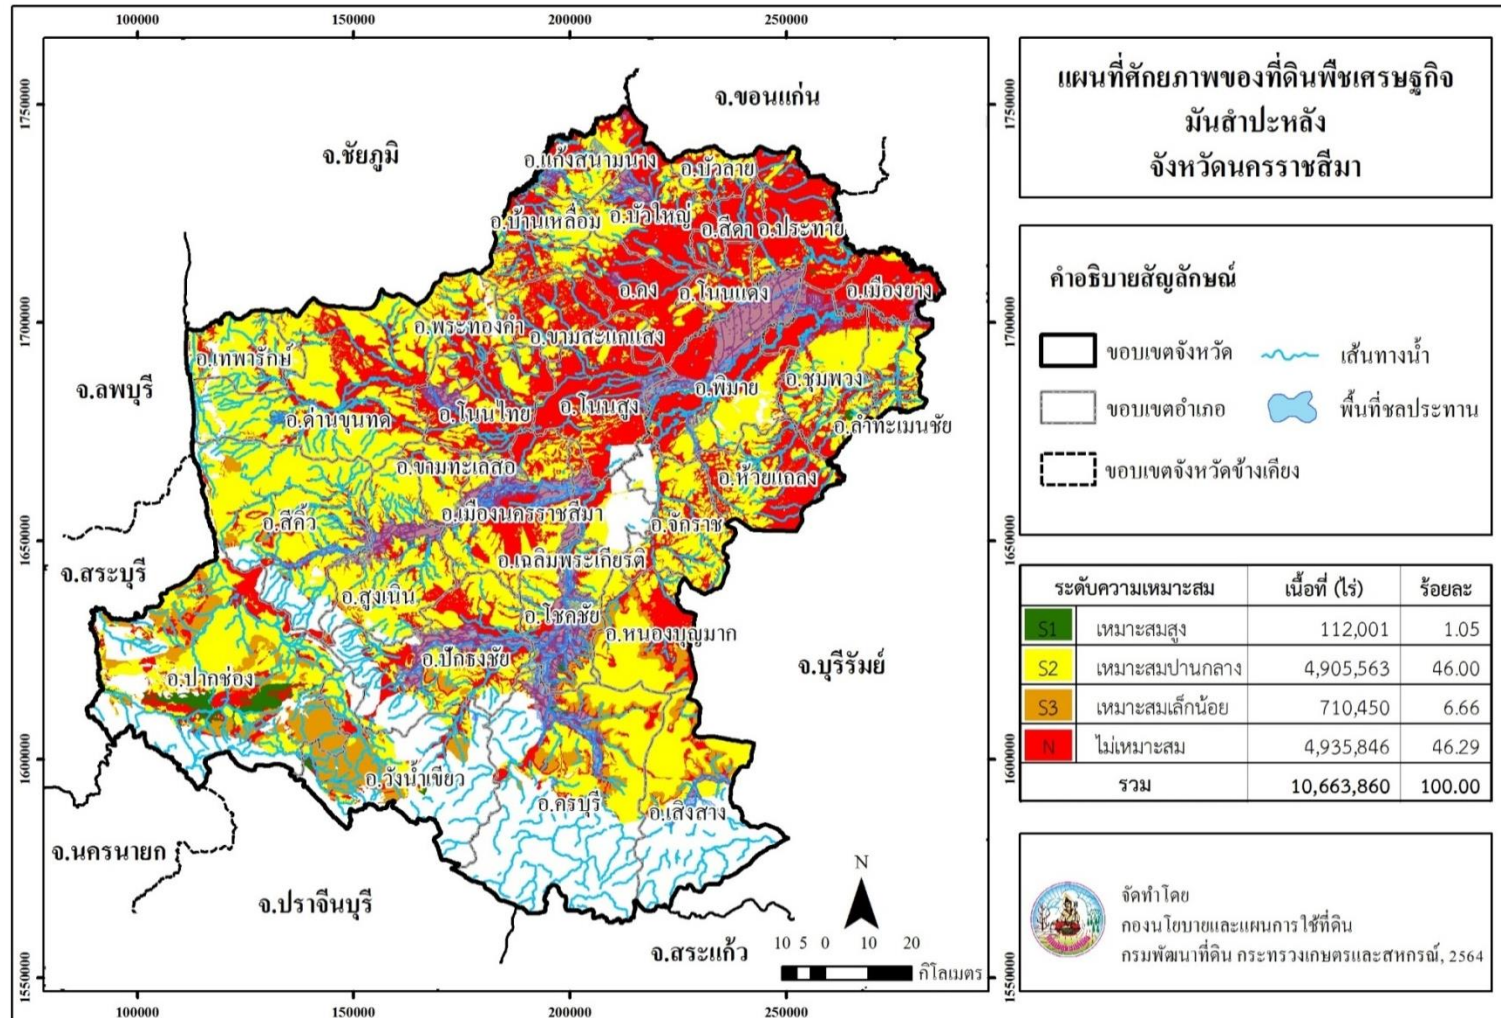 100000
150000
200000
250000
1750000
1700000
1650000
1600000
1550000
จ.ขอนแก่น
จ.ชัยภูมิ
อ.แก้งสนามนาง
อ.บัวลาย
อ.บ้านเหลื่อม
อ.บัวใหญ่
อ.สีดา
อ.ประทาย
อ.คง
อ.โนนแดง
อ.เมืองยาง
อ.พระทองคำ
อ.ขามสะแกแสง
อ.เทพารักษ์
จ.ลพบุรี
อ.ชุมพวง
อ.พิมาย
อ.โนนสูง
อ.โนนไทย
อ.ด่านขุนทด
อ.ลำทะเมนชัย
อ.ขามทะเลสอ
อ.ห้วยแถลง
อ.เมืองนครราชสีมา
อ.สีคิ้ว
อ.จักราช
อ.เฉลิมพระเกียรติ
จ.สระบุรี
อ.สูงเนิน
อ.โชคชัย
อ.หนองบุญมาก
อ.ปักธงชัย
อ.ปากช่อง
จ.บุรีรัมย์
อ.วังน้ำเขียว
อ.ครบุรี
อ.เสิงสาง
จ.นครนายก
จ.ปราจีนบุรี
จ.สระแก้ว
N
10 5 0 10 20
กิโลเมตร
100000
150000
200000
250000
1750000
1700000
1650000
1600000
1550000
แผนที่ศักยภาพของที่ดินพืชเศรษฐกิจ
มันสำปะหลัง
จังหวัดนครราชสีมา
คำอธิบายสัญลักษณ์
ขอบเขตจังหวัด
เส้นทางน้ำ
ขอบเขตอำเภอ
พื้นที่ชลประทาน
ขอบเขตจังหวัดข้างเคียง
ระดับความเหมาะสม เนื้อที่ (ไร่) ร้อยละ
S1 เหมาะสมสูง 112,001 1.05
S2 เหมาะสมปานกลาง 4,905,563 46.00
S3 เหมาะสมเล็กน้อย 710,450 6.66
N ไม่เหมาะสม 4,935,846 46.29
รวม 10,663,860 100.00
จัดทำโดย
กองนโยบายและแผนการใช้ที่ดิน
กรมพัฒนาที่ดิน กระทรวงเกษตรและสหกรณ์, 2564